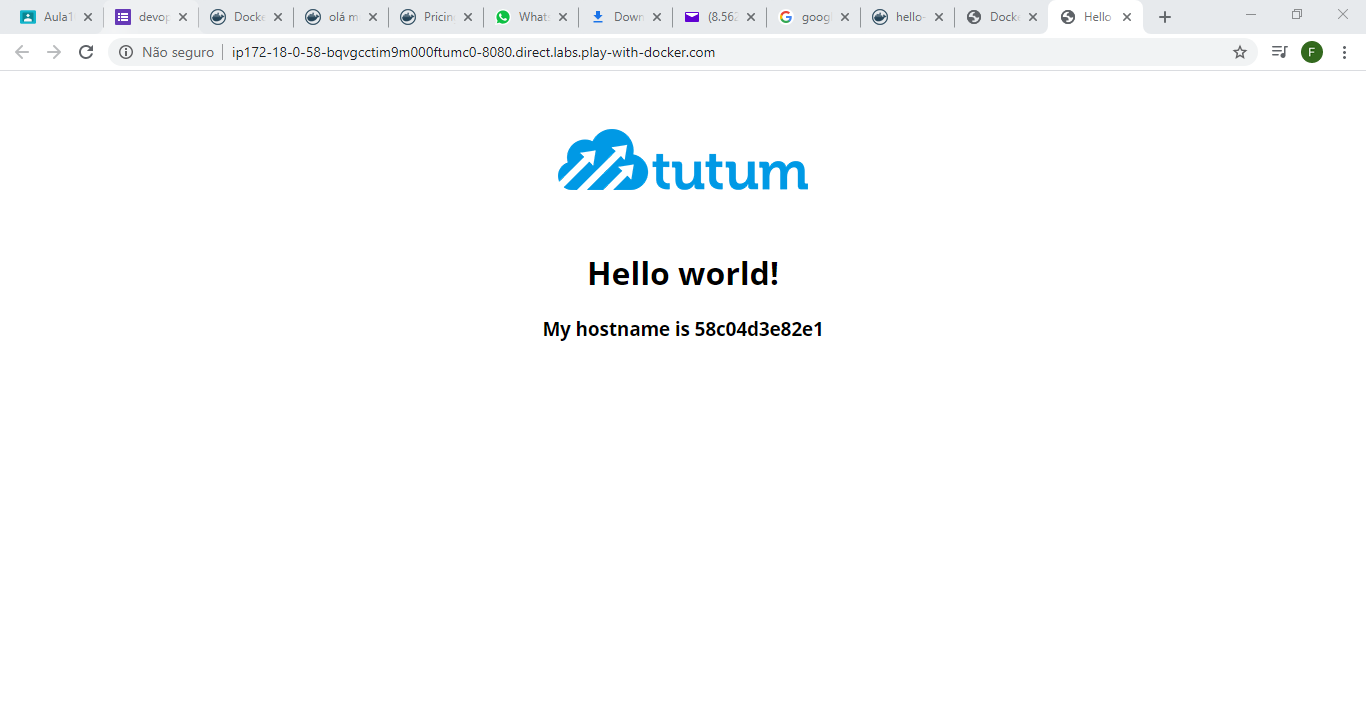 Aula1
devop
Docke
olá m
Pricin
Whats
Down
(8.562
goog
hello-
Docke
Hello
Não seguro
ip172-18-0-58-bqvgcctim9m000ftumc0-8080.direct.labs.play-with-docker.com
F
tutum
Hello world!
My hostname is 58c04d3e82e1